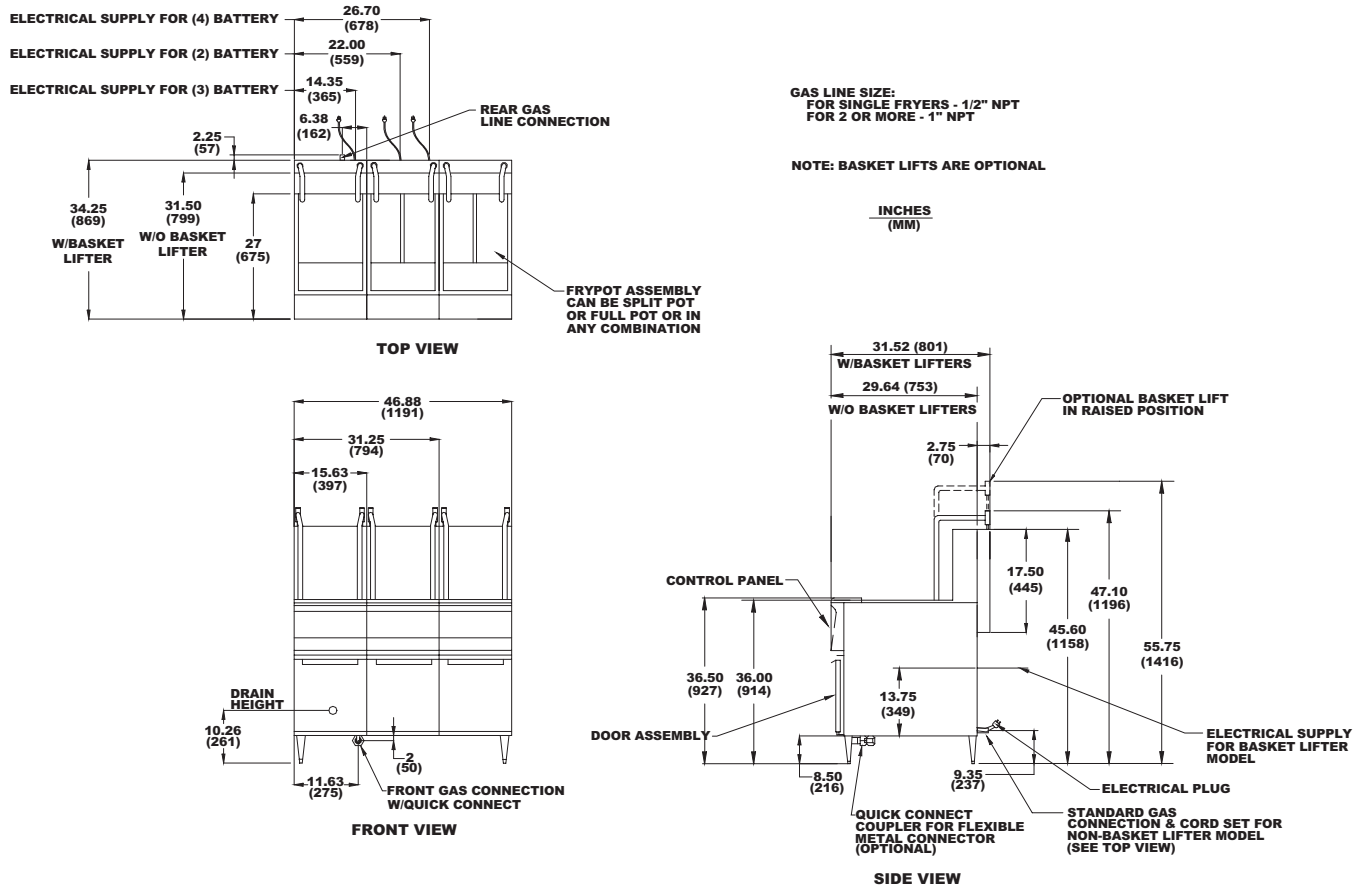 ELECTRICAL SUPPLY FOR (4) BATTERY
26.70
(678)
ELECTRICAL SUPPLY FOR (2) BATTERY
22.00
(559)
ELECTRICAL SUPPLY FOR (3) BATTERY
14.35
(365)
6.38
(162)
REAR GAS
LINE CONNECTION
2.25
(57)
34.25
(869)
W/BASKET
LIFTER
31.50
(799)
W/O BASKET
LIFTER
27
(675)
FRYPOT ASSEMBLY
CAN BE SPLIT POT
OR FULL POT OR IN
ANY COMBINATION
TOP VIEW
GAS LINE SIZE:
FOR SINGLE FRYERS - 1/2" NPT
FOR 2 OR MORE - 1" NPT
NOTE: BASKET LIFTS ARE OPTIONAL
INCHES
(MM)
46.88
(1191)
31.25
(794)
15.63
(397)
DRAIN
HEIGHT
10.26
(261)
11.63
(275)
2
(50)
FRONT GAS CONNECTION
W/QUICK CONNECT
FRONT VIEW
31.52 (801)
W/BASKET LIFTERS
29.64 (753)
W/O BASKET LIFTERS
2.75
(70)
OPTIONAL BASKET LIFT
IN RAISED POSITION
CONTROL PANEL
17.50
(445)
47.10
(1196)
45.60
(1158)
55.75
(1416)
36.50
(927)
36.00
(914)
13.75
(349)
DOOR ASSEMBLY
8.50
(216)
9.35
(237)
ELECTRICAL SUPPLY
FOR BASKET LIFTER
MODEL
ELECTRICAL PLUG
QUICK CONNECT
COUPLER FOR FLEXIBLE
METAL CONNECTOR
(OPTIONAL)
STANDARD GAS
CONNECTION & CORD SET FOR
NON-BASKET LIFTER MODEL
(SEE TOP VIEW)
SIDE VIEW